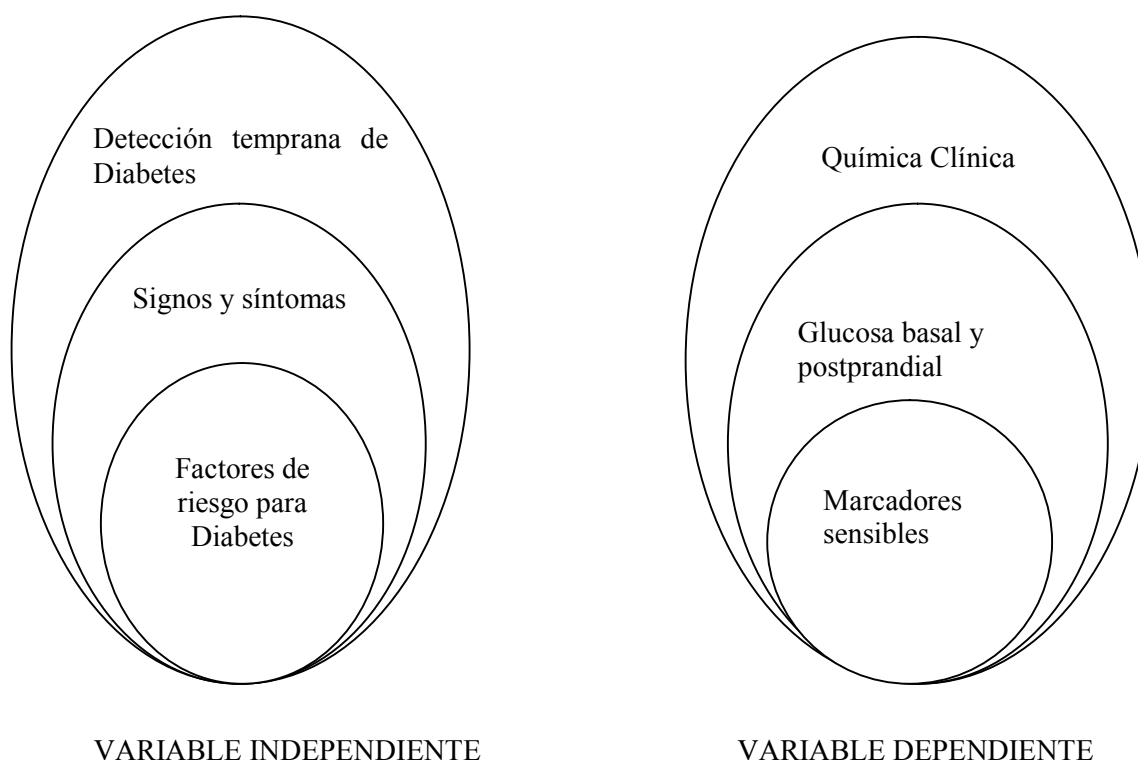 Detección temprana de
Diabetes
Signos y síntomas
Factores de
riesgo para
Diabetes
VARIABLE INDEPENDIENTE
Química Clínica
Glucosa basal y
postprandial
Marcadores
sensibles
VARIABLE DEPENDIENTE